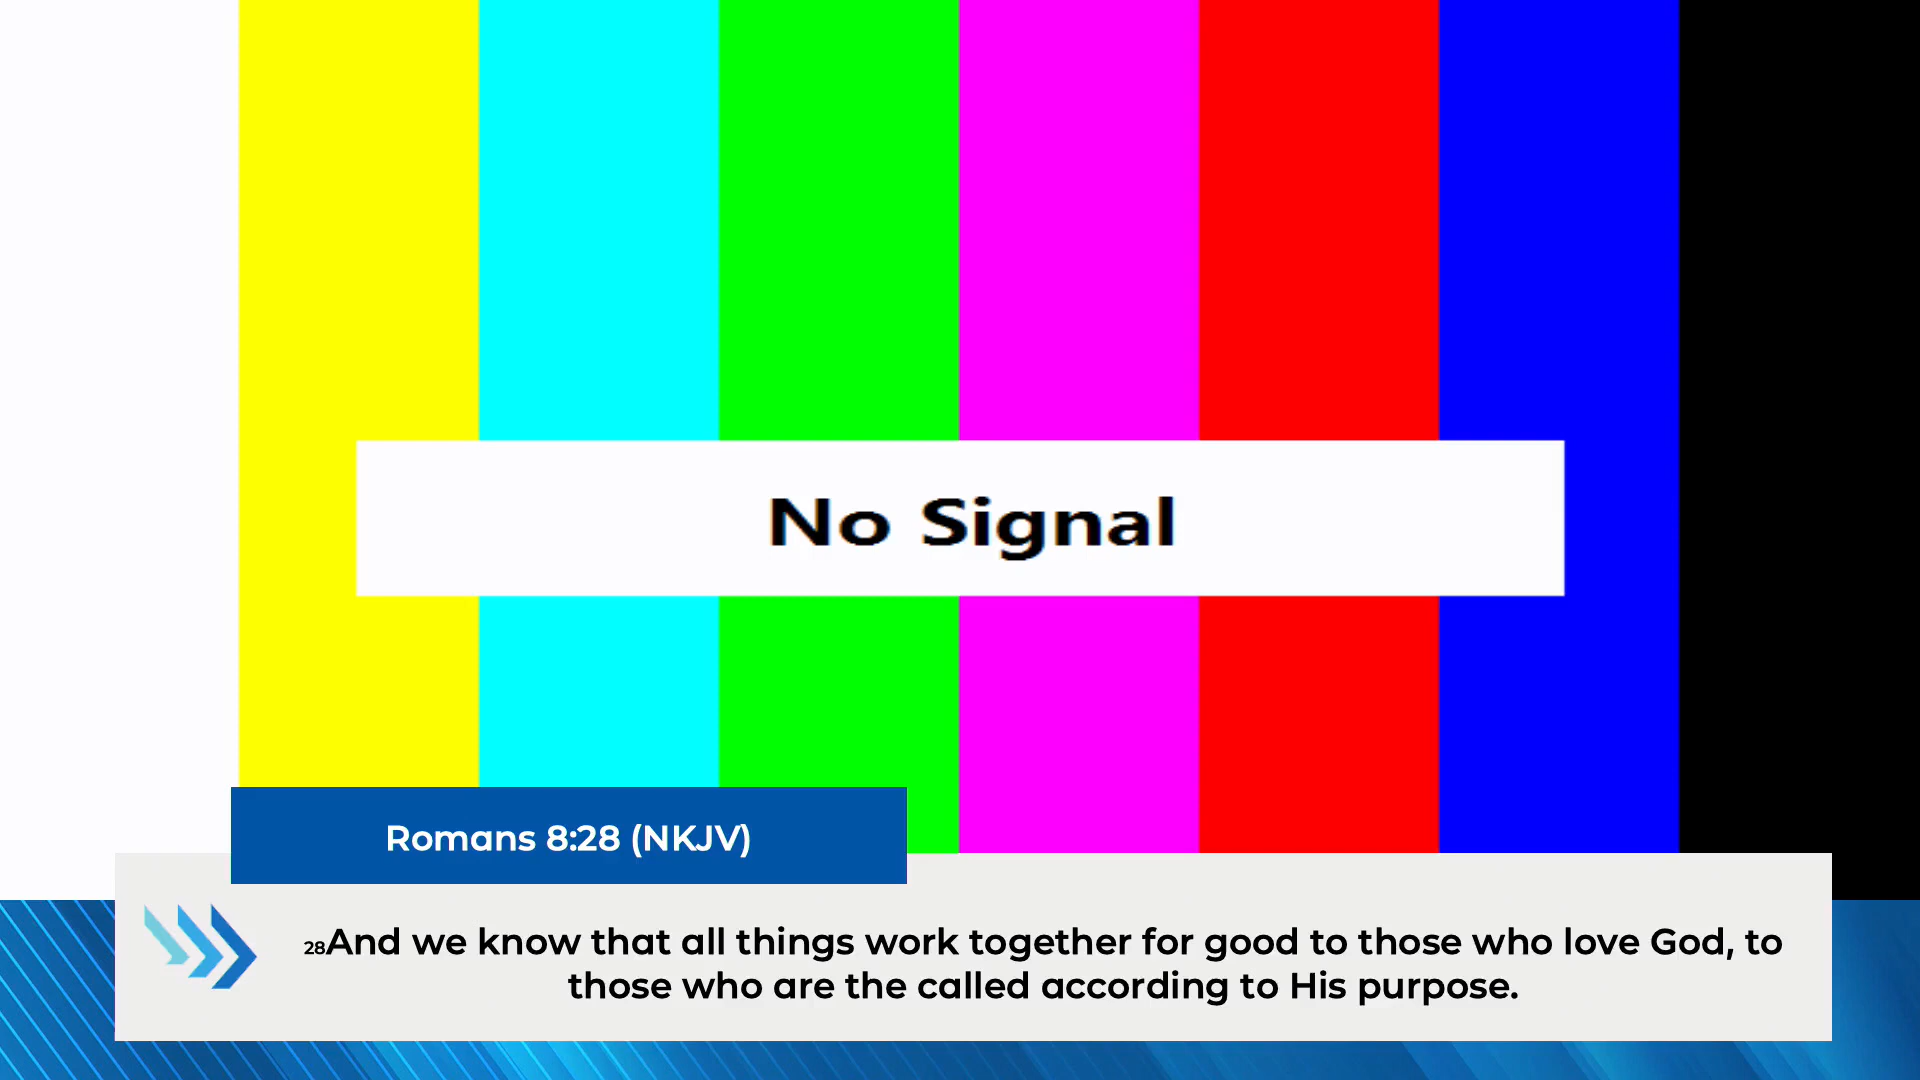 No Signal
Romans 8:28 (NKJV)
28And we know that all things work together for good to those who love God, to
those who are the called according to His purpose.